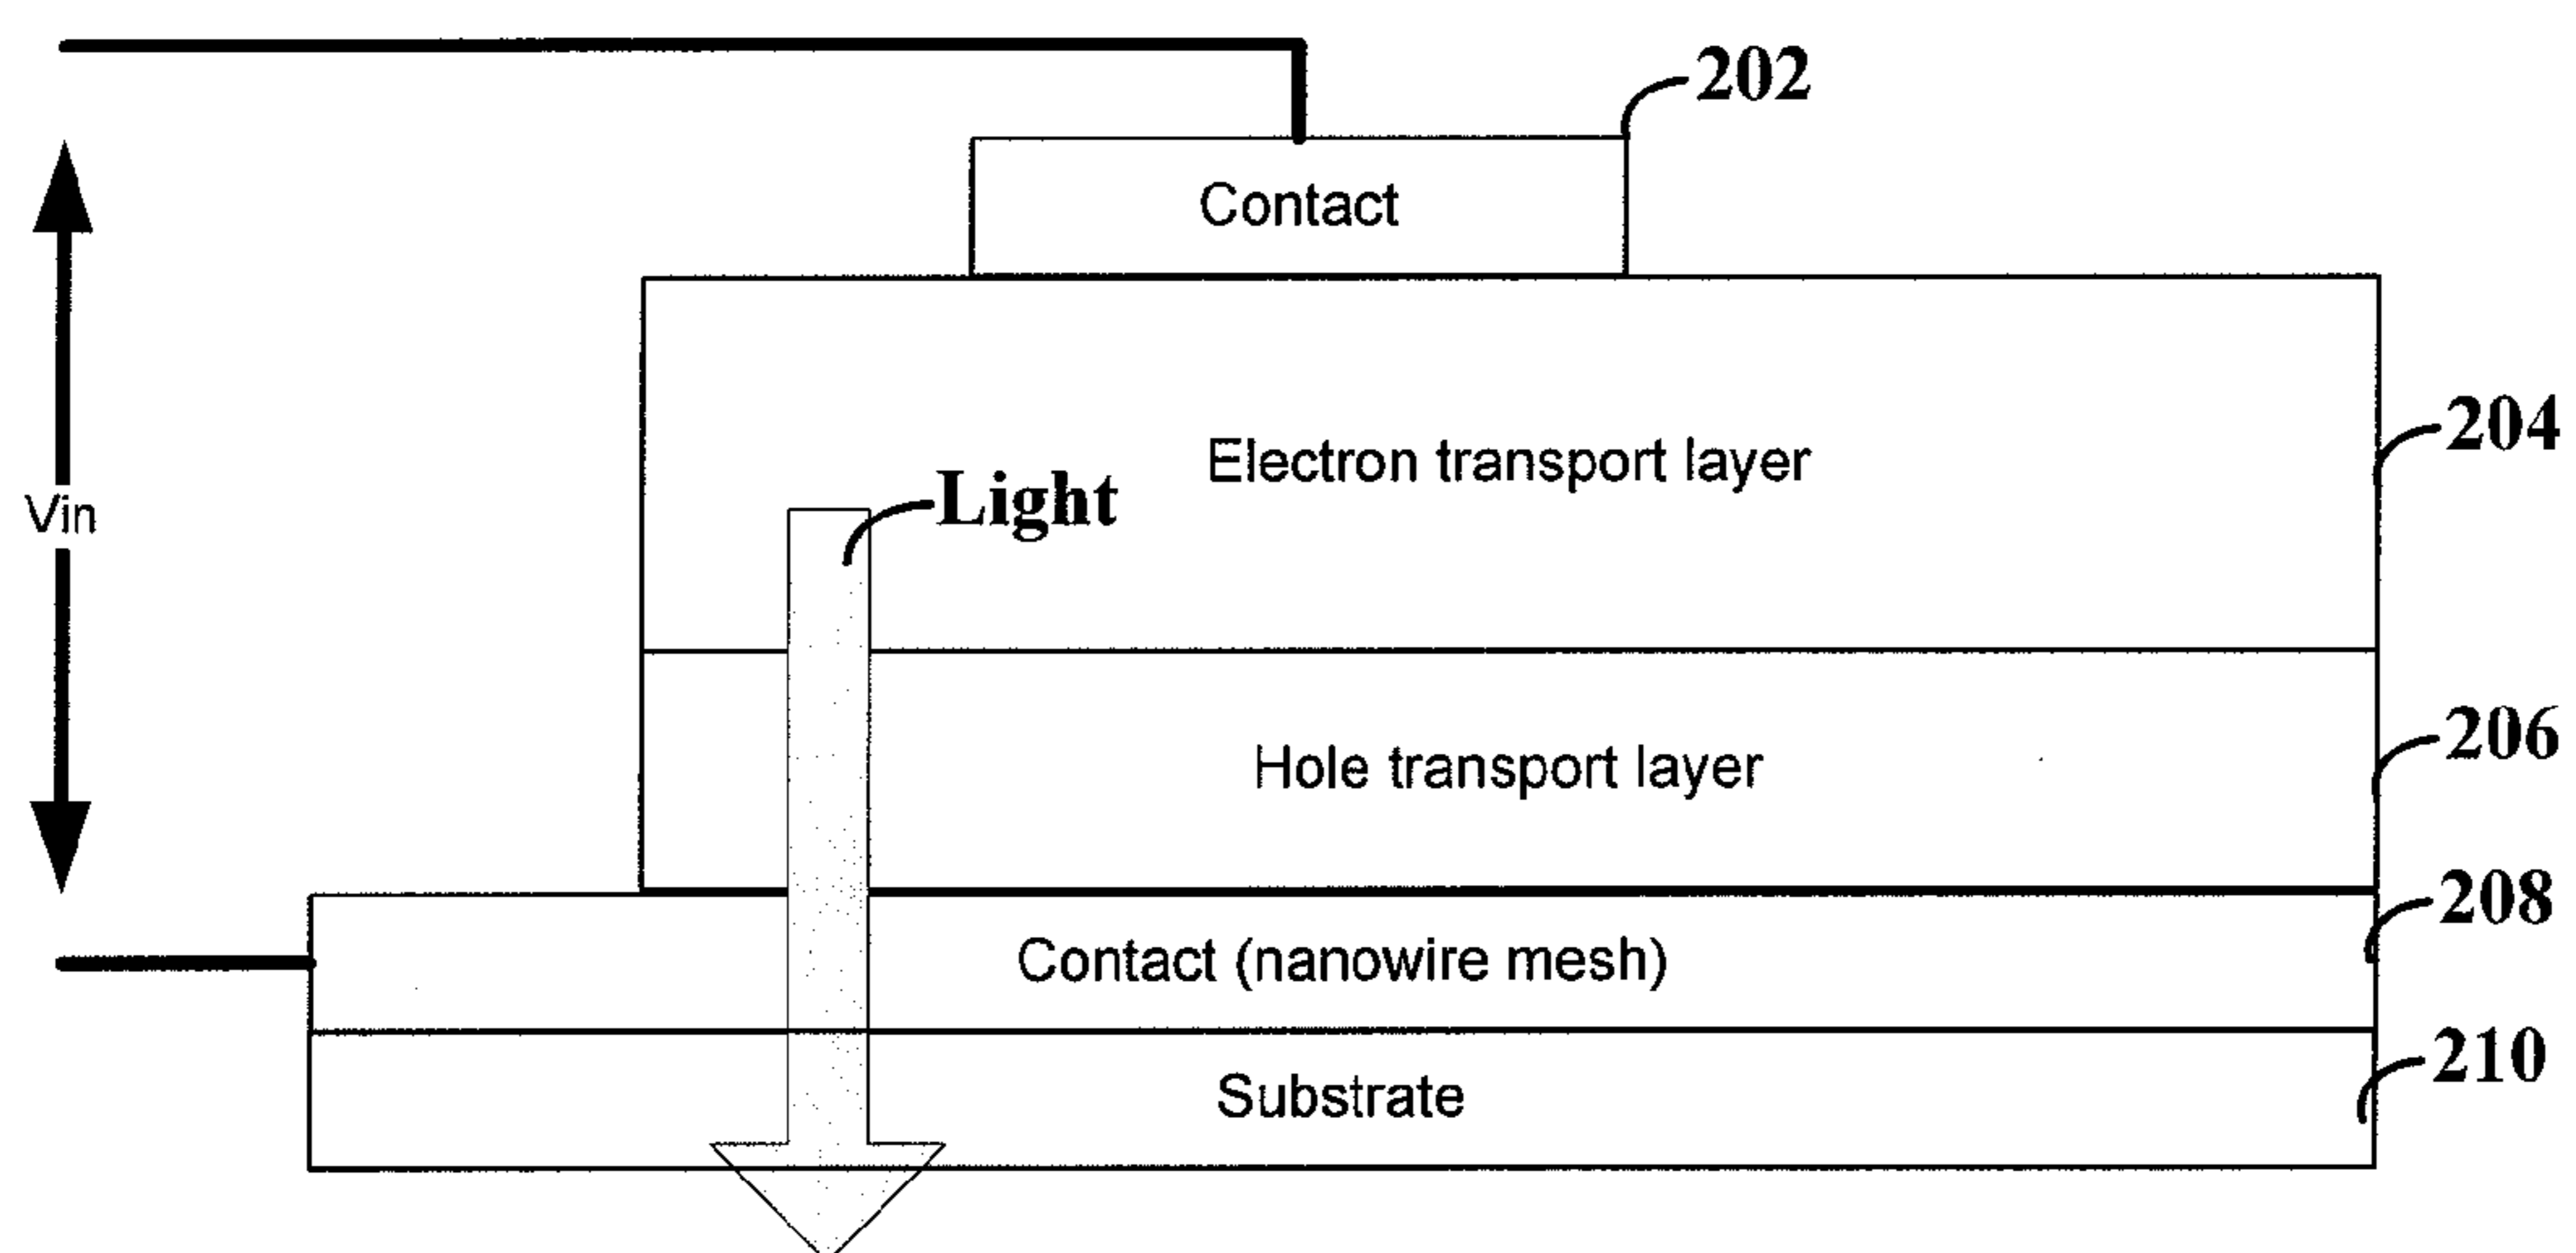 202
Contact
204
Electron transport layer
Light
Vin
206
Hole transport layer
208
Contact (nanowire mesh)
210
Substrate